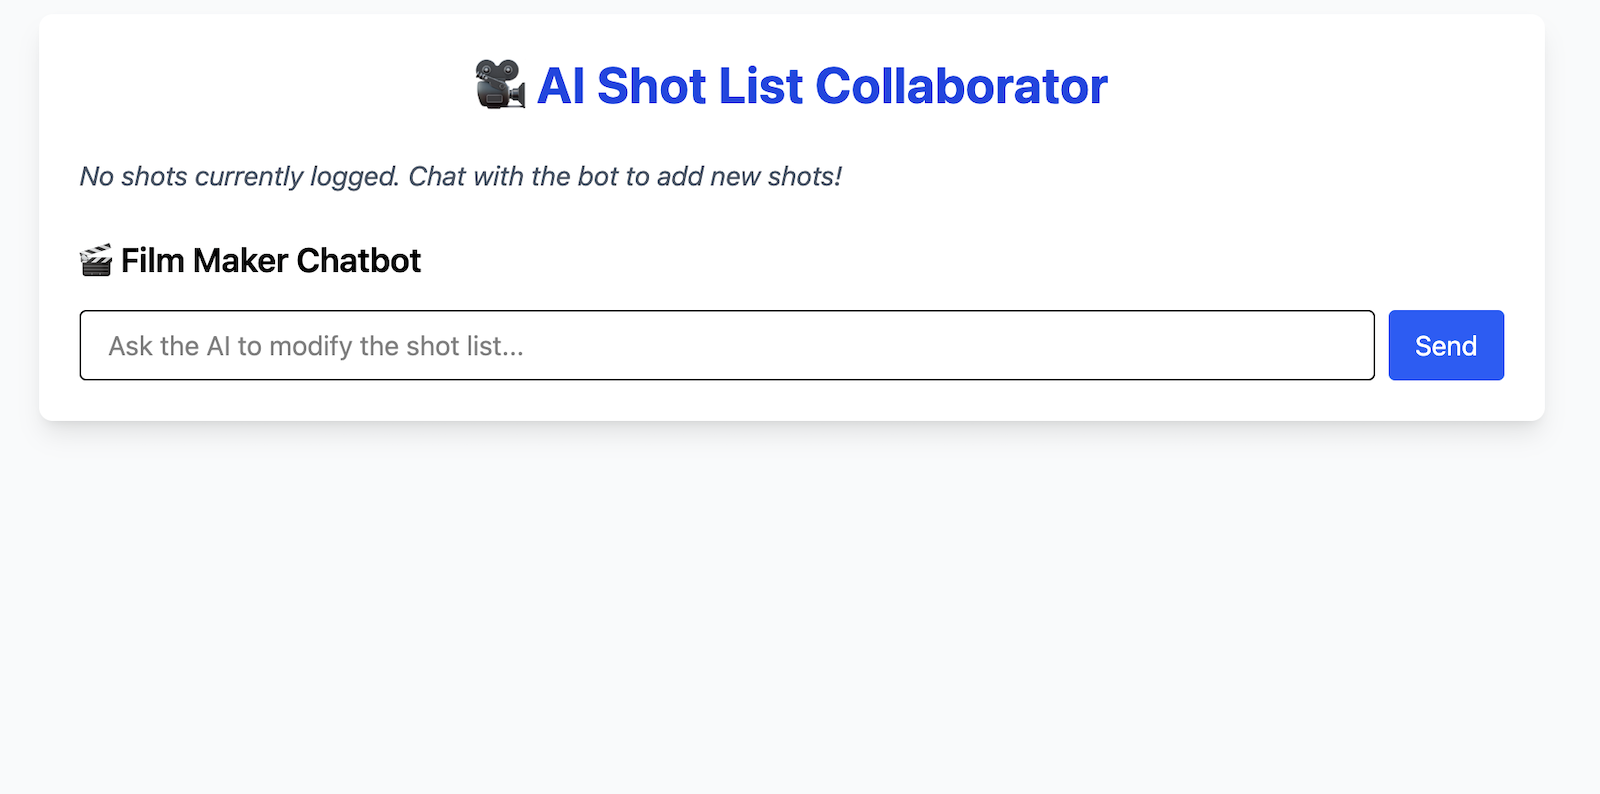 🎥 AI Shot List Collaborator
No shots currently logged. Chat with the bot to add new shots!
🎬 Film Maker Chatbot
Ask the AI to modify the shot list...
Send